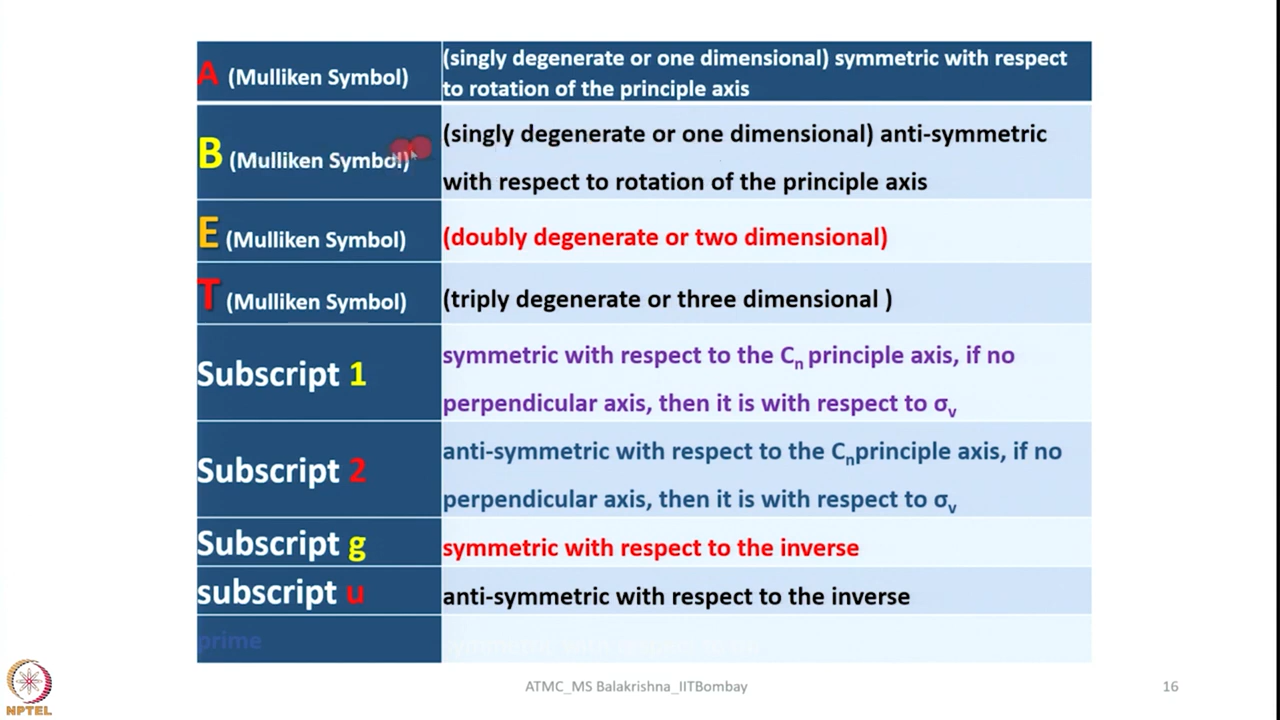 A (Mulliken Symbol)
(singly degenerate or one dimensional) symmetric with respect
to rotation of the principle axis
B (Mulliken Symbol)
(singly degenerate or one dimensional) anti-symmetric
with respect to rotation of the principle axis
E (Mulliken Symbol)
(doubly degenerate or two dimensional)
T (Mulliken Symbol)
(triply degenerate or three dimensional )
Subscript 1
symmetric with respect to the Cn principle axis, if no
perpendicular axis, then it is with respect to σv
Subscript 2
anti-symmetric with respect to the Cnprinciple axis, if no
perpendicular axis, then it is with respect to σv
Subscript g
symmetric with respect to the inverse
subscript u
anti-symmetric with respect to the inverse
prime
NPTEL
ATMC_MS Balakrishna_IITBombay
16